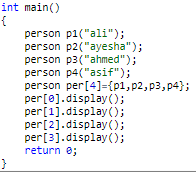 int main()
{
person p1("ali");
person p2("ayesha");
person p3("ahmed");
person p4("asif");
person per[4]={p1,p2,p3,p4};
per[0].display();
per[1].display();
per[2].display();
per[3].display();
return 0;
}